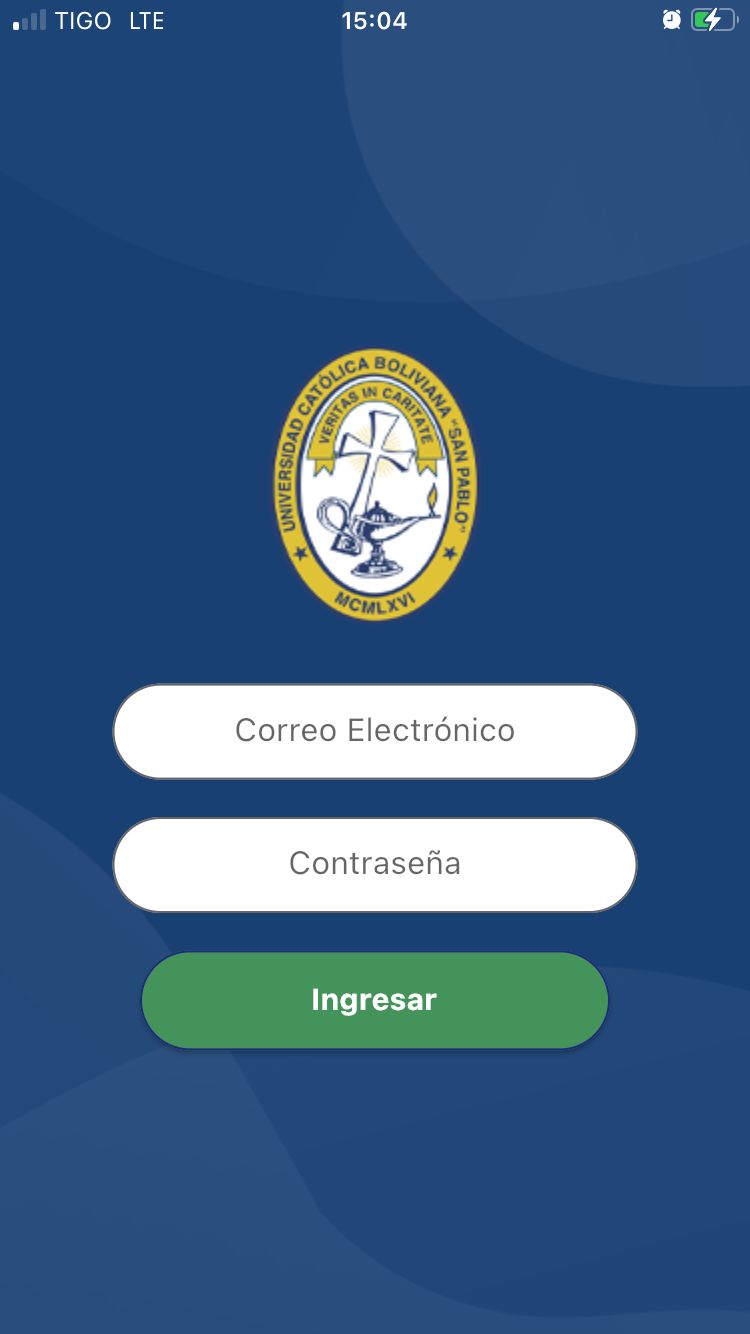 TIGO LTE 15:04
UNIVERSIDAD CATÓLICA BOLIVIANA "SAN PABLO"
VERITAS IN CARITATE
MCMLXVI
Correo Electrónico
Contraseña
Ingresar